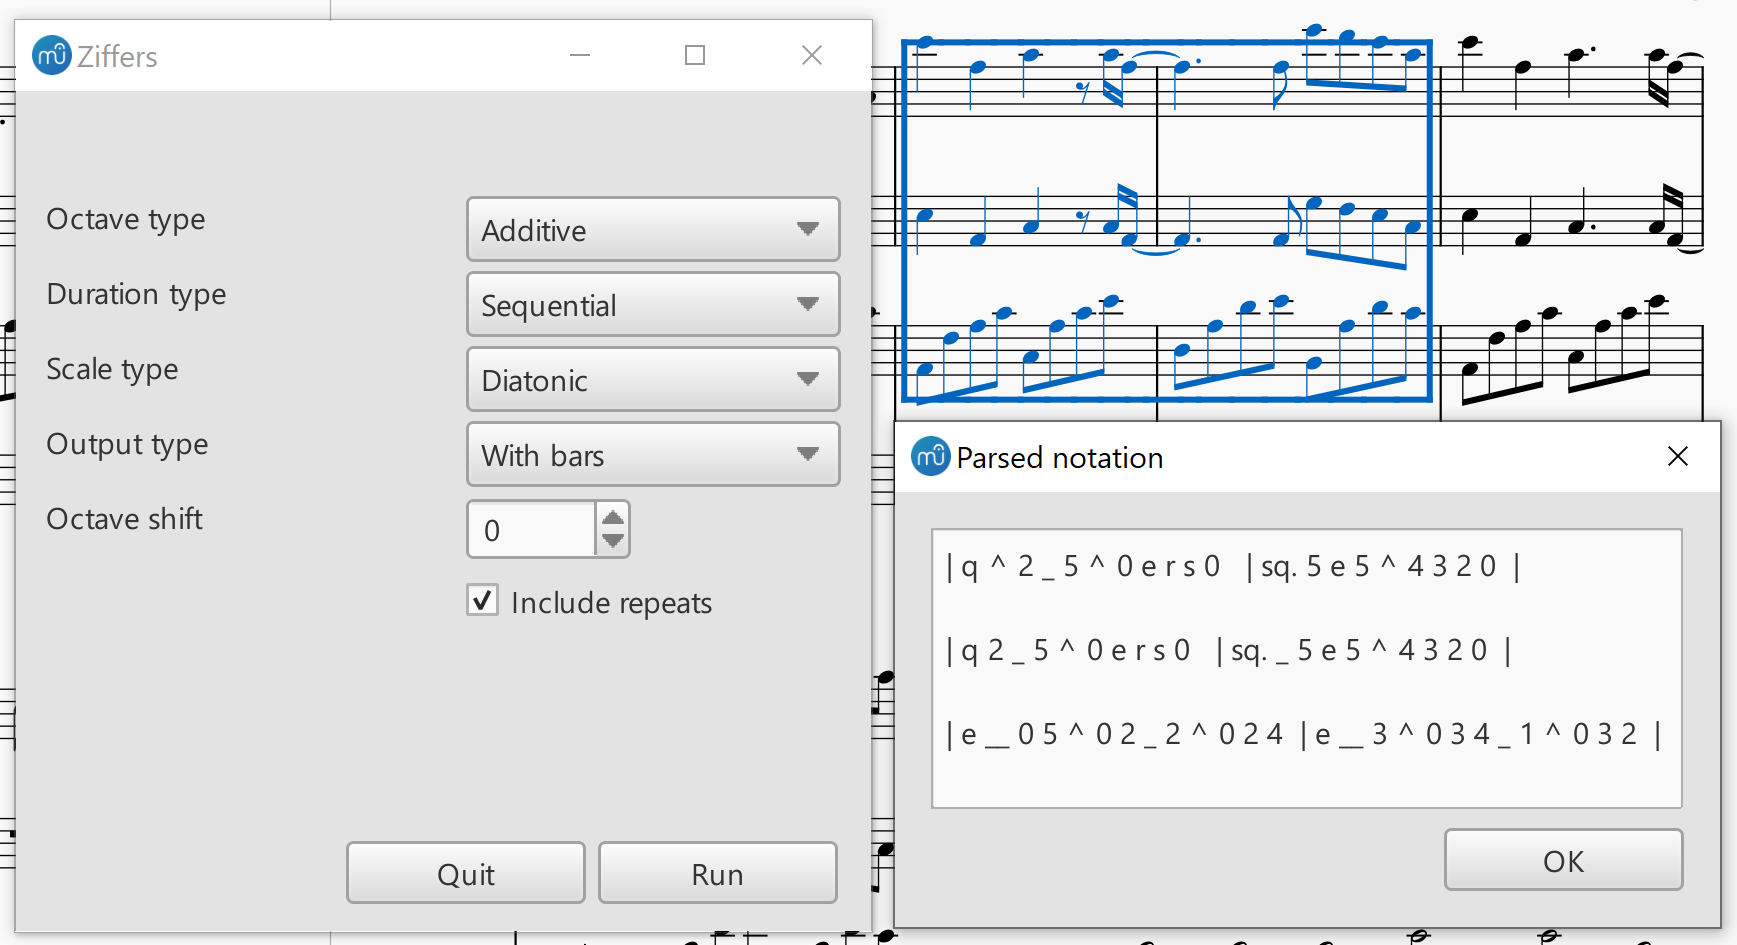 Ziffers
Octave type
Additive
Duration type
Sequential
Scale type
Diatonic
Output type
With bars
Octave shift
0
Include repeats
Quit
Run
Parsed notation
| q ^ 2 _ 5 ^ 0 e r s 0 | sq. 5 e 5 ^ 4 3 2 0 |
| q 2 _ 5 ^ 0 e r s 0 | sq. _ 5 e 5 ^ 4 3 2 0 |
| e __ 0 5 ^ 0 2 _ 2 ^ 0 2 4 | e __ 3 ^ 0 3 4 _ 1 ^ 0 3 2 |
OK